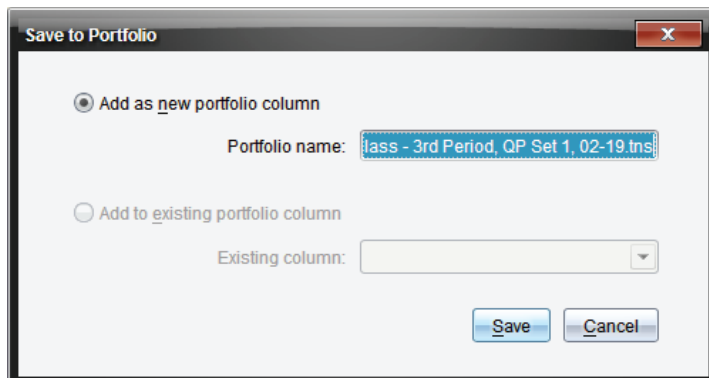 Save to Portfolio
X
Add as new portfolio column
Portfolio name: lass - 3rd Period, QP Set 1, 02-19.tns
Add to existing portfolio column
Existing column:
Save Cancel